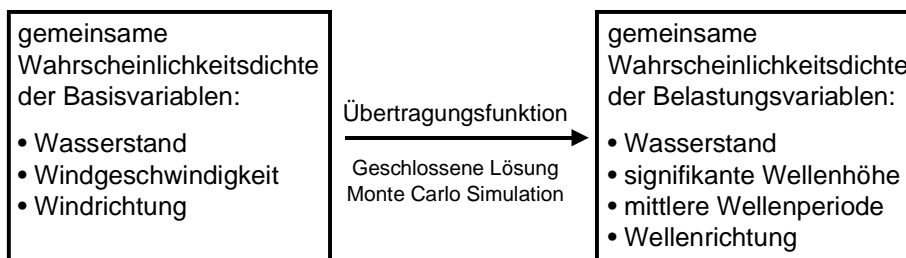 gemeinsame
Wahrscheinlichkeitsdichte
der Basisvariablen:
• Wasserstand
• Windgeschwindigkeit
• Windrichtung
Übertragungsfunktion
Geschlossene Lösung
Monte Carlo Simulation
gemeinsame
Wahrscheinlichkeitsdichte
der Belastungsvariablen:
• Wasserstand
• signifikante Wellenhöhe
• mittlere Wellenperiode
• Wellenrichtung